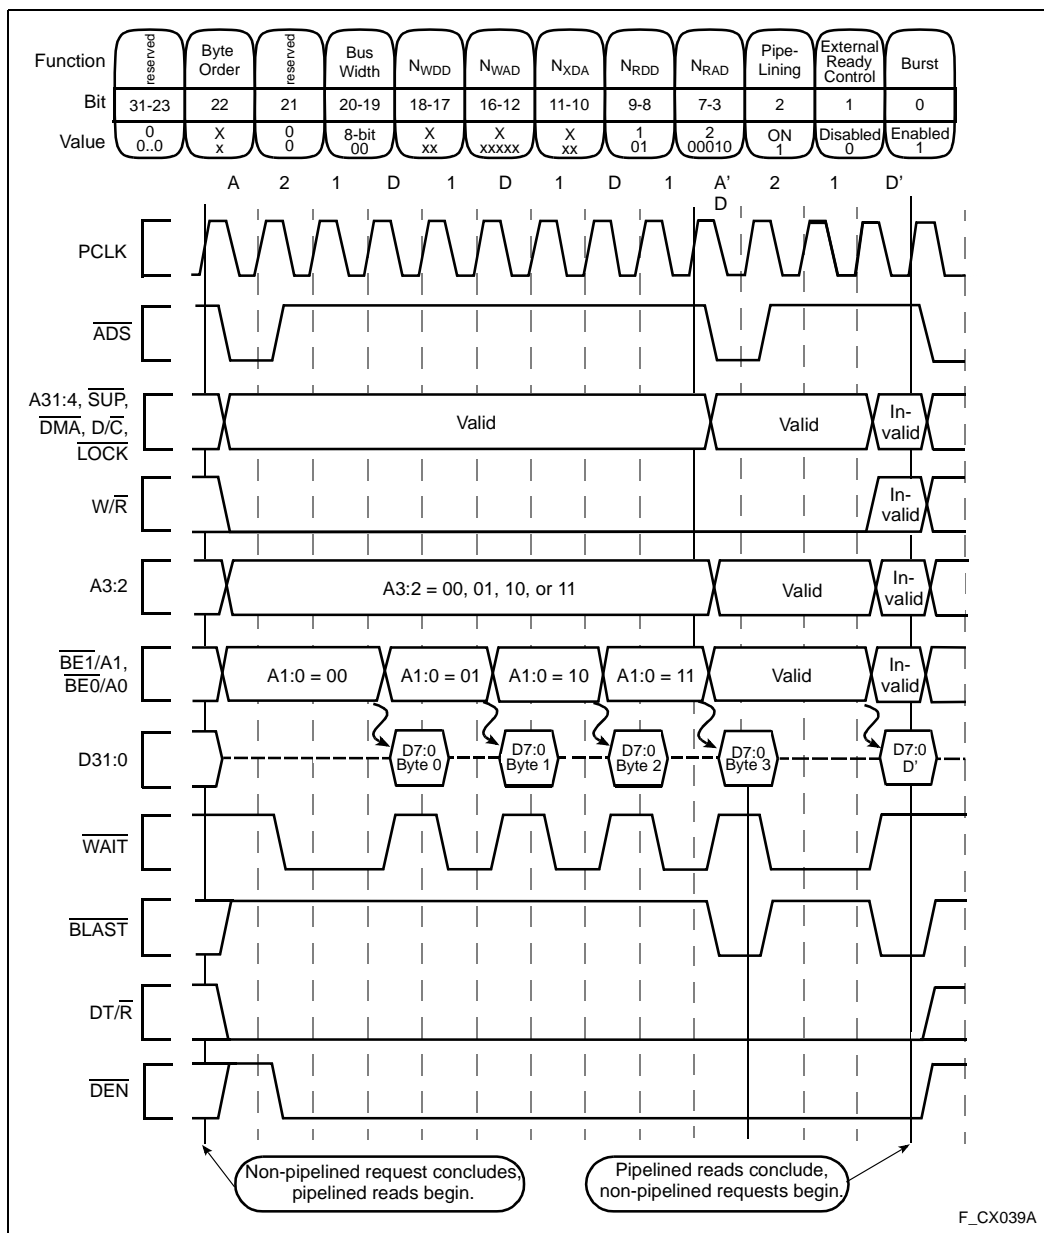 Function
reserved
Byte Order
reserved
Bus Width
NWDD
NWAD
NXDA
NRDD
NRAD
Pipe-Lining
External Ready Control
Burst
Bit
31-23
22
21
20-19
18-17
16-12
11-10
9-8
7-3
2
1
0
Value
0
0..0
X
x
0
0
8-bit
00
X
xx
X
xxxxx
X
xx
1
01
2
00010
ON
1
Disabled
0
Enabled
1
A 2 1 D 1 D 1 D 1 A' 2 1 D'
D
PCLK
ADS
A31:4, SUP,
DMA, D/C,
LOCK
Valid
Valid
In-
valid
W/R
In-
valid
A3:2
A3:2 = 00, 01, 10, or 11
Valid
In-
valid
BE1/A1,
BE0/A0
A1:0 = 00
A1:0 = 01
A1:0 = 10
A1:0 = 11
Valid
In-
valid
D31:0
D7:0
Byte 0
D7:0
Byte 1
D7:0
Byte 2
D7:0
Byte 3
D7:0
D'
WAIT
BLAST
DT/R
DEN
Non-pipelined request concludes,
pipelined reads begin.
Pipelined reads conclude,
non-pipelined requests begin.
F_CX039A